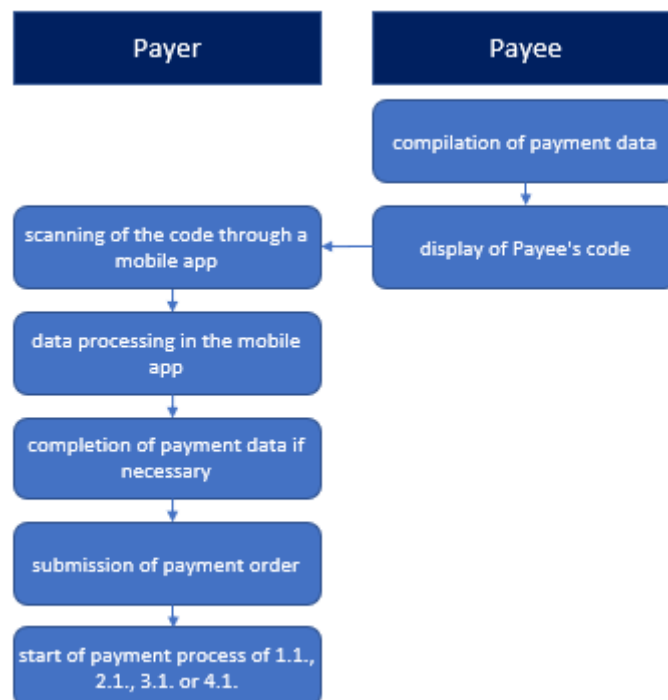 Payer
Payee
compilation of payment data
display of Payee's code
scanning of the code through a
mobile app
data processing in the mobile
app
completion of payment data if
necessary
submission of payment order
start of payment process of 1.1.,
2.1., 3.1. or 4.1.